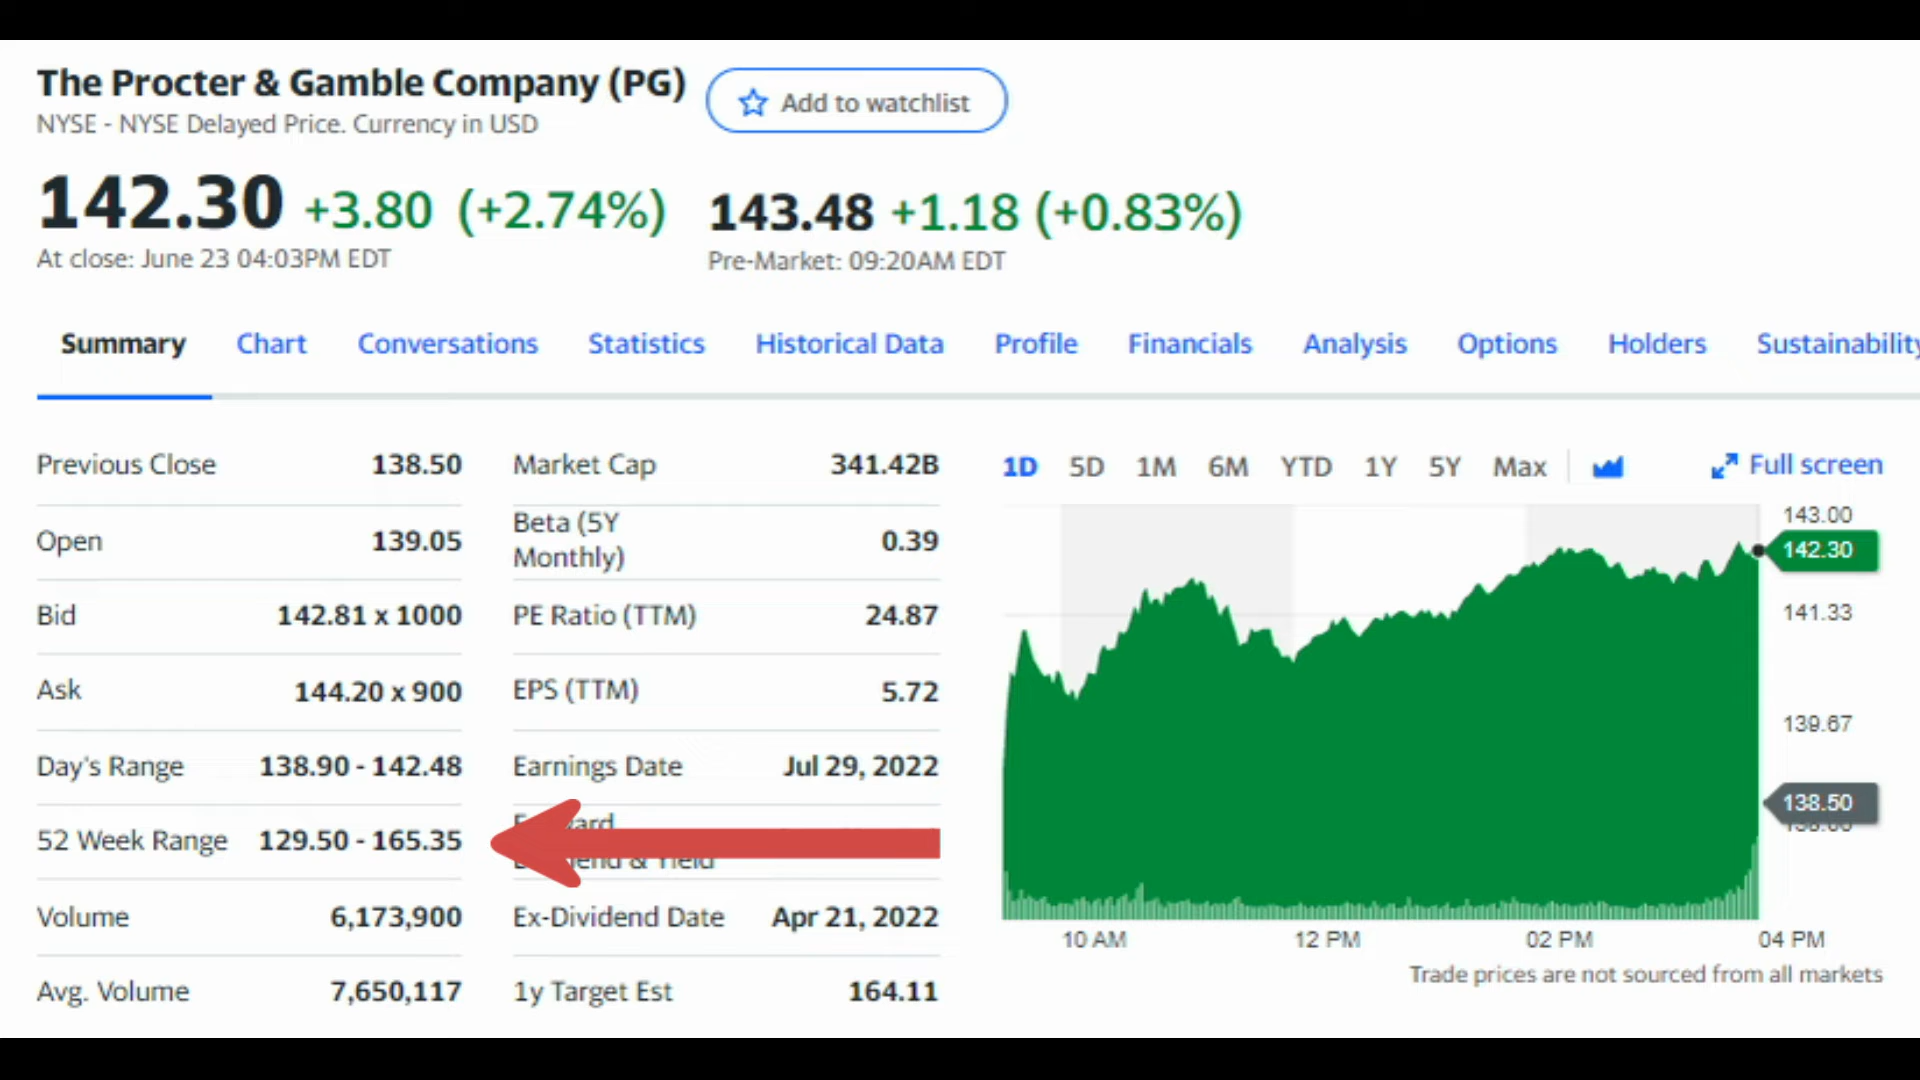 The Procter & Gamble Company (PG)
Add to watchlist
NYSE - NYSE Delayed Price. Currency in USD
142.30 +3.80 (+2.74%)
143.48 +1.18 (+0.83%)
At close: June 23 04:03PM EDT
Pre-Market: 09:20AM EDT
Summary Chart Conversations Statistics Historical Data Profile Financials Analysis Options Holders Sustainability
Previous Close 138.50
Open 139.05
Bid 142.81 x 1000
Ask 144.20 x 900
Day's Range 138.90 - 142.48
52 Week Range 129.50 - 165.35
Volume 6,173,900
Avg. Volume 7,650,117
Market Cap 341.42B
Beta (5Y
Monthly) 0.39
PE Ratio (TTM) 24.87
EPS (TTM) 5.72
Earnings Date Jul 29, 2022
& Yield
Ex-Dividend Date Apr 21, 2022
1y Target Est 164.11
1D 5D 1M 6M YTD 1Y 5Y Max Full screen
143.00
142.30
141.33
139.67
138.50
10 AM 12 PM 02 PM 04 PM
Trade prices are not sourced from all markets